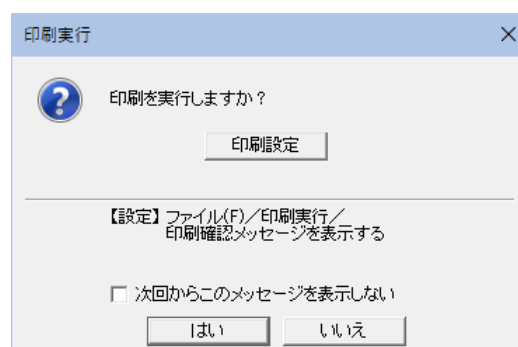 印刷実行
印刷を実行しますか？
印刷設定
【設定】ファイル(F)/印刷実行/
印刷確認メッセージを表示する
次回からこのメッセージを表示しない
はい
いいえ